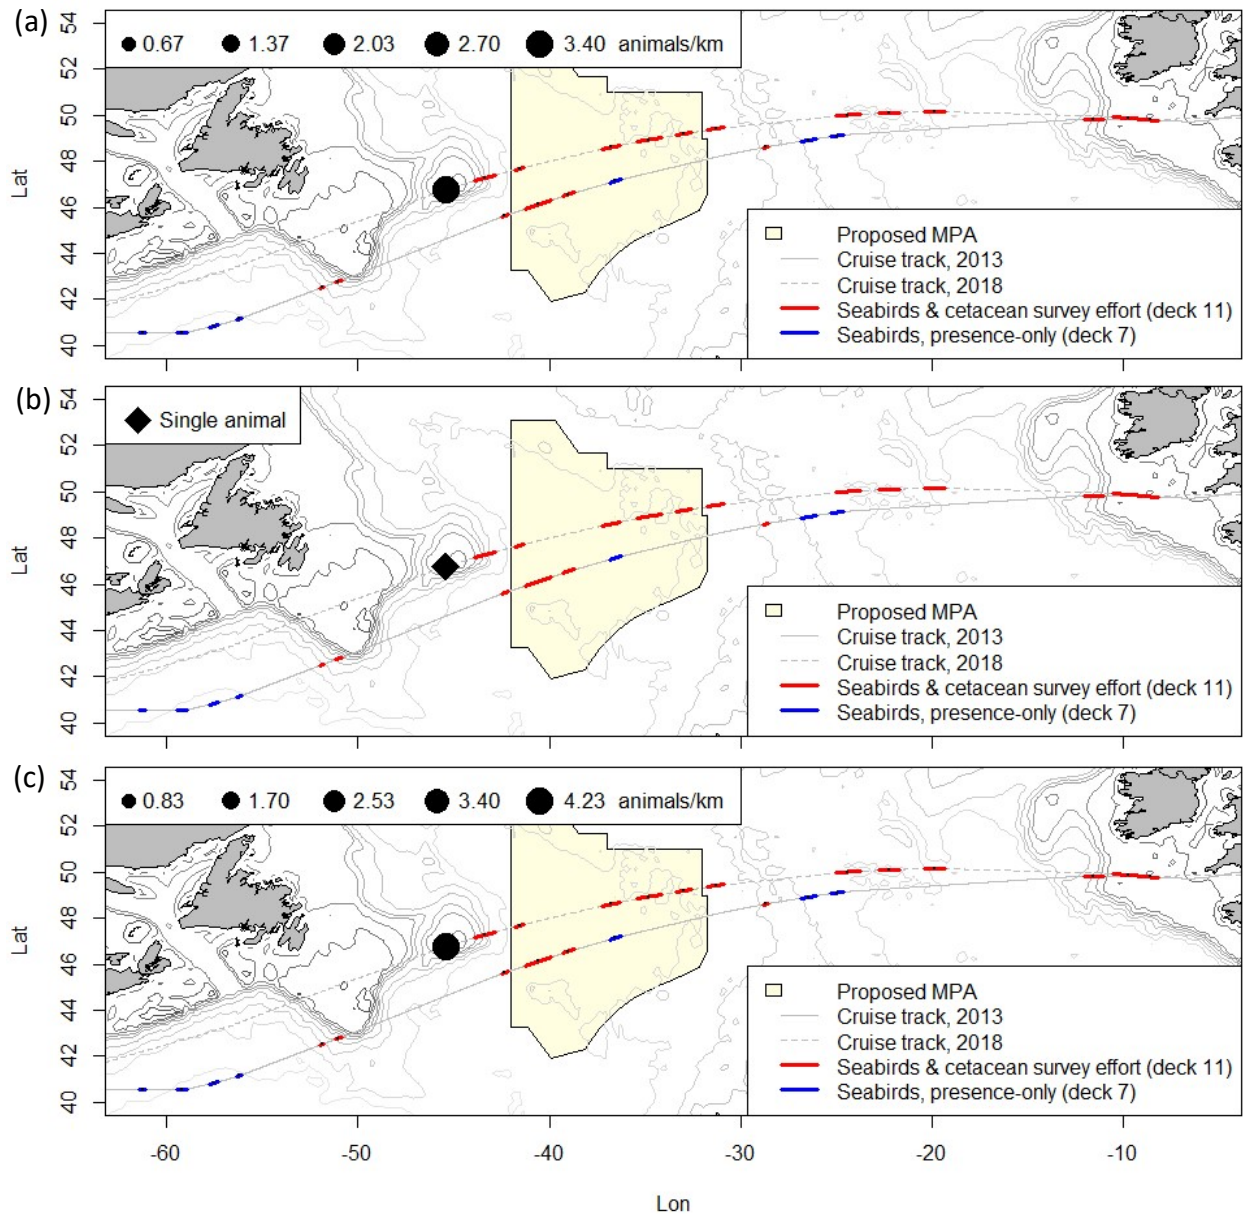 (a)
0.67 1.37 2.03 2.70 3.40 animals/km
54
52
50
48
46
44
42
40
Lat
Proposed MPA
Cruise track, 2013
Cruise track, 2018
Seabirds & cetacean survey effort (deck 11)
Seabirds, presence-only (deck 7)
(b)
Single animal
54
52
50
48
46
44
42
40
Lat
Proposed MPA
Cruise track, 2013
Cruise track, 2018
Seabirds & cetacean survey effort (deck 11)
Seabirds, presence-only (deck 7)
(c)
0.83 1.70 2.53 3.40 4.23 animals/km
54
52
50
48
46
44
42
40
Lat
Proposed MPA
Cruise track, 2013
Cruise track, 2018
Seabirds & cetacean survey effort (deck 11)
Seabirds, presence-only (deck 7)
-60 -50 -40 -30 -20 -10
Lon